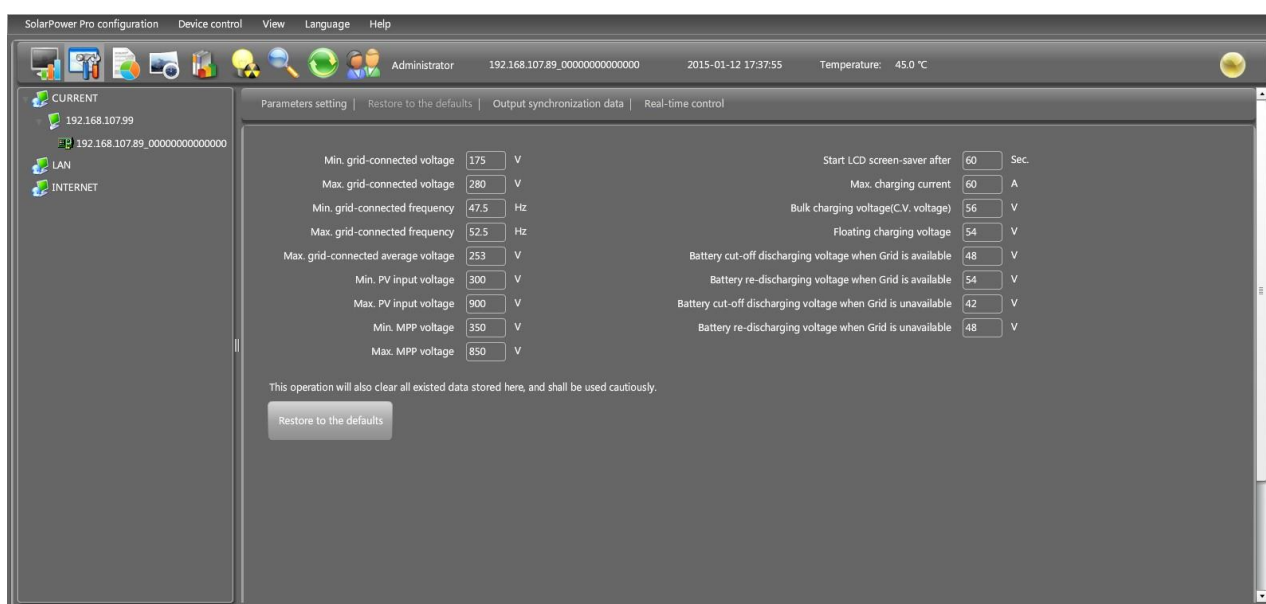 SolarPower Pro configuration Device control View Language Help
Administrator 192.168.107.89_00000000000000 2015-01-12 17:37:55 Temperature: 45.0 ℃
CURRENT
192.168.107.99
192.168.107.89_00000000000000
LAN
INTERNET
Parameters setting | Restore to the defaults | Output synchronization data | Real-time control
Min. grid-connected voltage 175 V
Max. grid-connected voltage 280 V
Min. grid-connected frequency 47.5 Hz
Max. grid-connected frequency 52.5 Hz
Max. grid-connected average voltage 253 V
Min. PV input voltage 300 V
Max. PV input voltage 900 V
Min. MPP voltage 350 V
Max. MPP voltage 850 V
Start LCD screen-saver after 60 Sec.
Max. charging current 60 A
Bulk charging voltage(C.V. voltage) 56 V
Floating charging voltage 54 V
Battery cut-off discharging voltage when Grid is available 48 V
Battery re-discharging voltage when Grid is available 54 V
Battery cut-off discharging voltage when Grid is unavailable 42 V
Battery re-discharging voltage when Grid is unavailable 48 V
This operation will also clear all existed data stored here, and shall be used cautiously.
Restore to the defaults